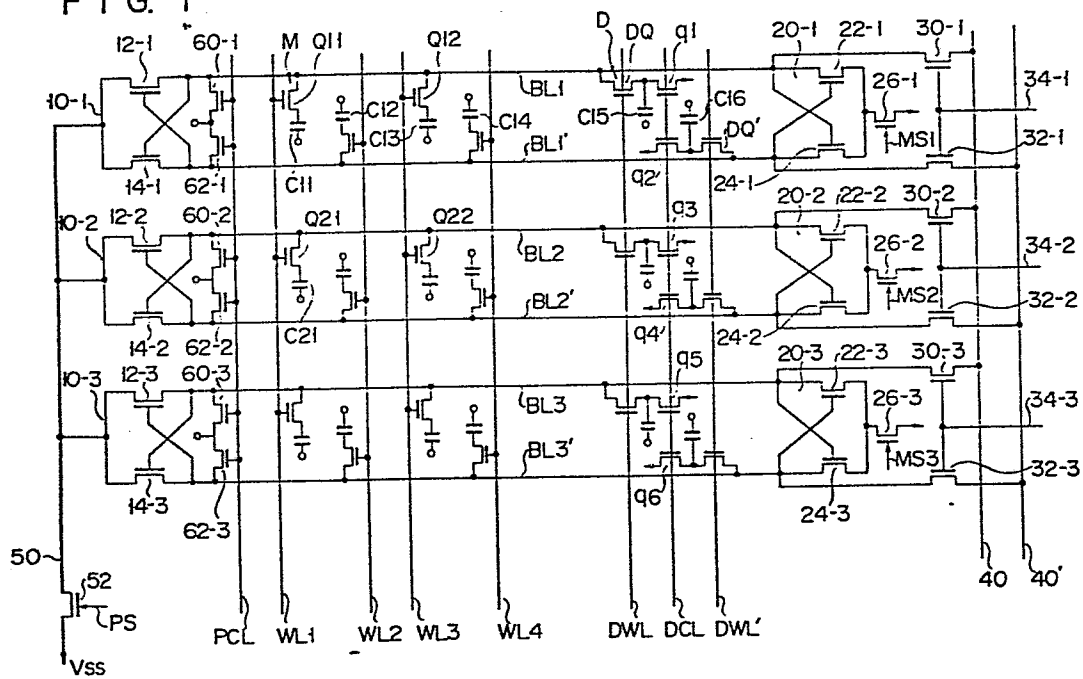 FIG. 1
12-1 60-1 M Q11 Q12 D DQ q1 20-1 22-1 30-1
10-1 BL1 26-1 34-1
C12 C13 C14 C15 C16
BL1' DQ' MS1 32-1
14-1 62-1 C11 q2' 24-1
10-2 12-2 60-2 Q21 Q22 q3 20-2 22-2 30-2
BL2 26-2 34-2
BL2' MS2 32-2
14-2 62-2 C21 q4' 24-2
10-3 12-3 60-3 q5 20-3 22-3 30-3
BL3 26-3 34-3
BL3' MS3 32-3
14-3 62-3 q6 24-3
50 52 PS
40 40'
PCL WL1 WL2 WL3 WL4 DWL DCL DWL'
VSS